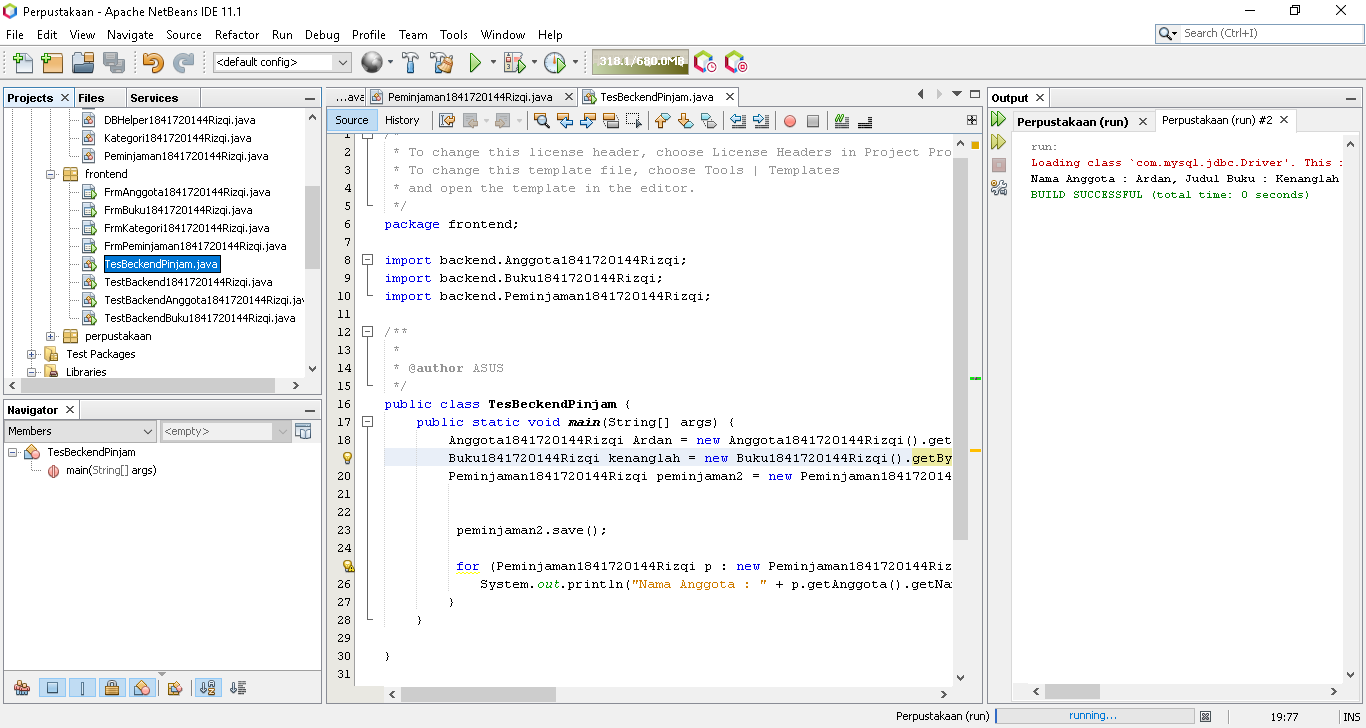 Perpustakaan - Apache NetBeans IDE 11.1
File Edit View Navigate Source Refactor Run Debug Profile Team Tools Window Help
Search (Ctrl+I)
<default config>
318.1/680.0MB
Projects Files Services
DBHelper1841720144Rizqi.java
Kategori1841720144Rizqi.java
Peminjaman1841720144Rizqi.java
frontend
FrmAnggota1841720144Rizqi.java
FrmBuku1841720144Rizqi.java
FrmKategori1841720144Rizqi.java
FrmPeminjaman1841720144Rizqi.java
TesBeckendPinjam.java
TestBackend1841720144Rizqi.java
TestBackendAnggota1841720144Rizqi.jav
TestBackendBuku1841720144Rizqi.java
perpustakaan
Test Packages
Libraries
Navigator
Members <empty>
TesBeckendPinjam
main(String[] args)
...ava Peminjaman1841720144Rizqi.java TesBeckendPinjam.java
Source History
1 /*
2 * To change this license header, choose License Headers in Project Pro
3 * To change this template file, choose Tools | Templates
4 * and open the template in the editor.
5 */
6 package frontend;
7
8 import backend.Anggota1841720144Rizqi;
9 import backend.Buku1841720144Rizqi;
10 import backend.Peminjaman1841720144Rizqi;
11
12 /**
13 *
14 * @author ASUS
15 */
16 public class TesBeckendPinjam {
17 public static void main(String[] args) {
18 Anggota1841720144Rizqi Ardan = new Anggota1841720144Rizqi().get
Buku1841720144Rizqi kenanglah = new Buku1841720144Rizqi().getBy
20 Peminjaman1841720144Rizqi peminjaman2 = new Peminjaman184172014
21
22
23 peminjaman2.save();
24
for (Peminjaman1841720144Rizqi p : new Peminjaman1841720144Riz
26 System.out.println("Nama Anggota : " + p.getAnggota().getNa
27 }
28 }
29
30 }
31
Output
Perpustakaan (run) Perpustakaan (run) #2
run:
Loading class `com.mysql.jdbc.Driver'. This
Nama Anggota : Ardan, Judul Buku : Kenanglah
BUILD SUCCESSFUL (total time: 0 seconds)
Perpustakaan (run) running... 19:77 INS